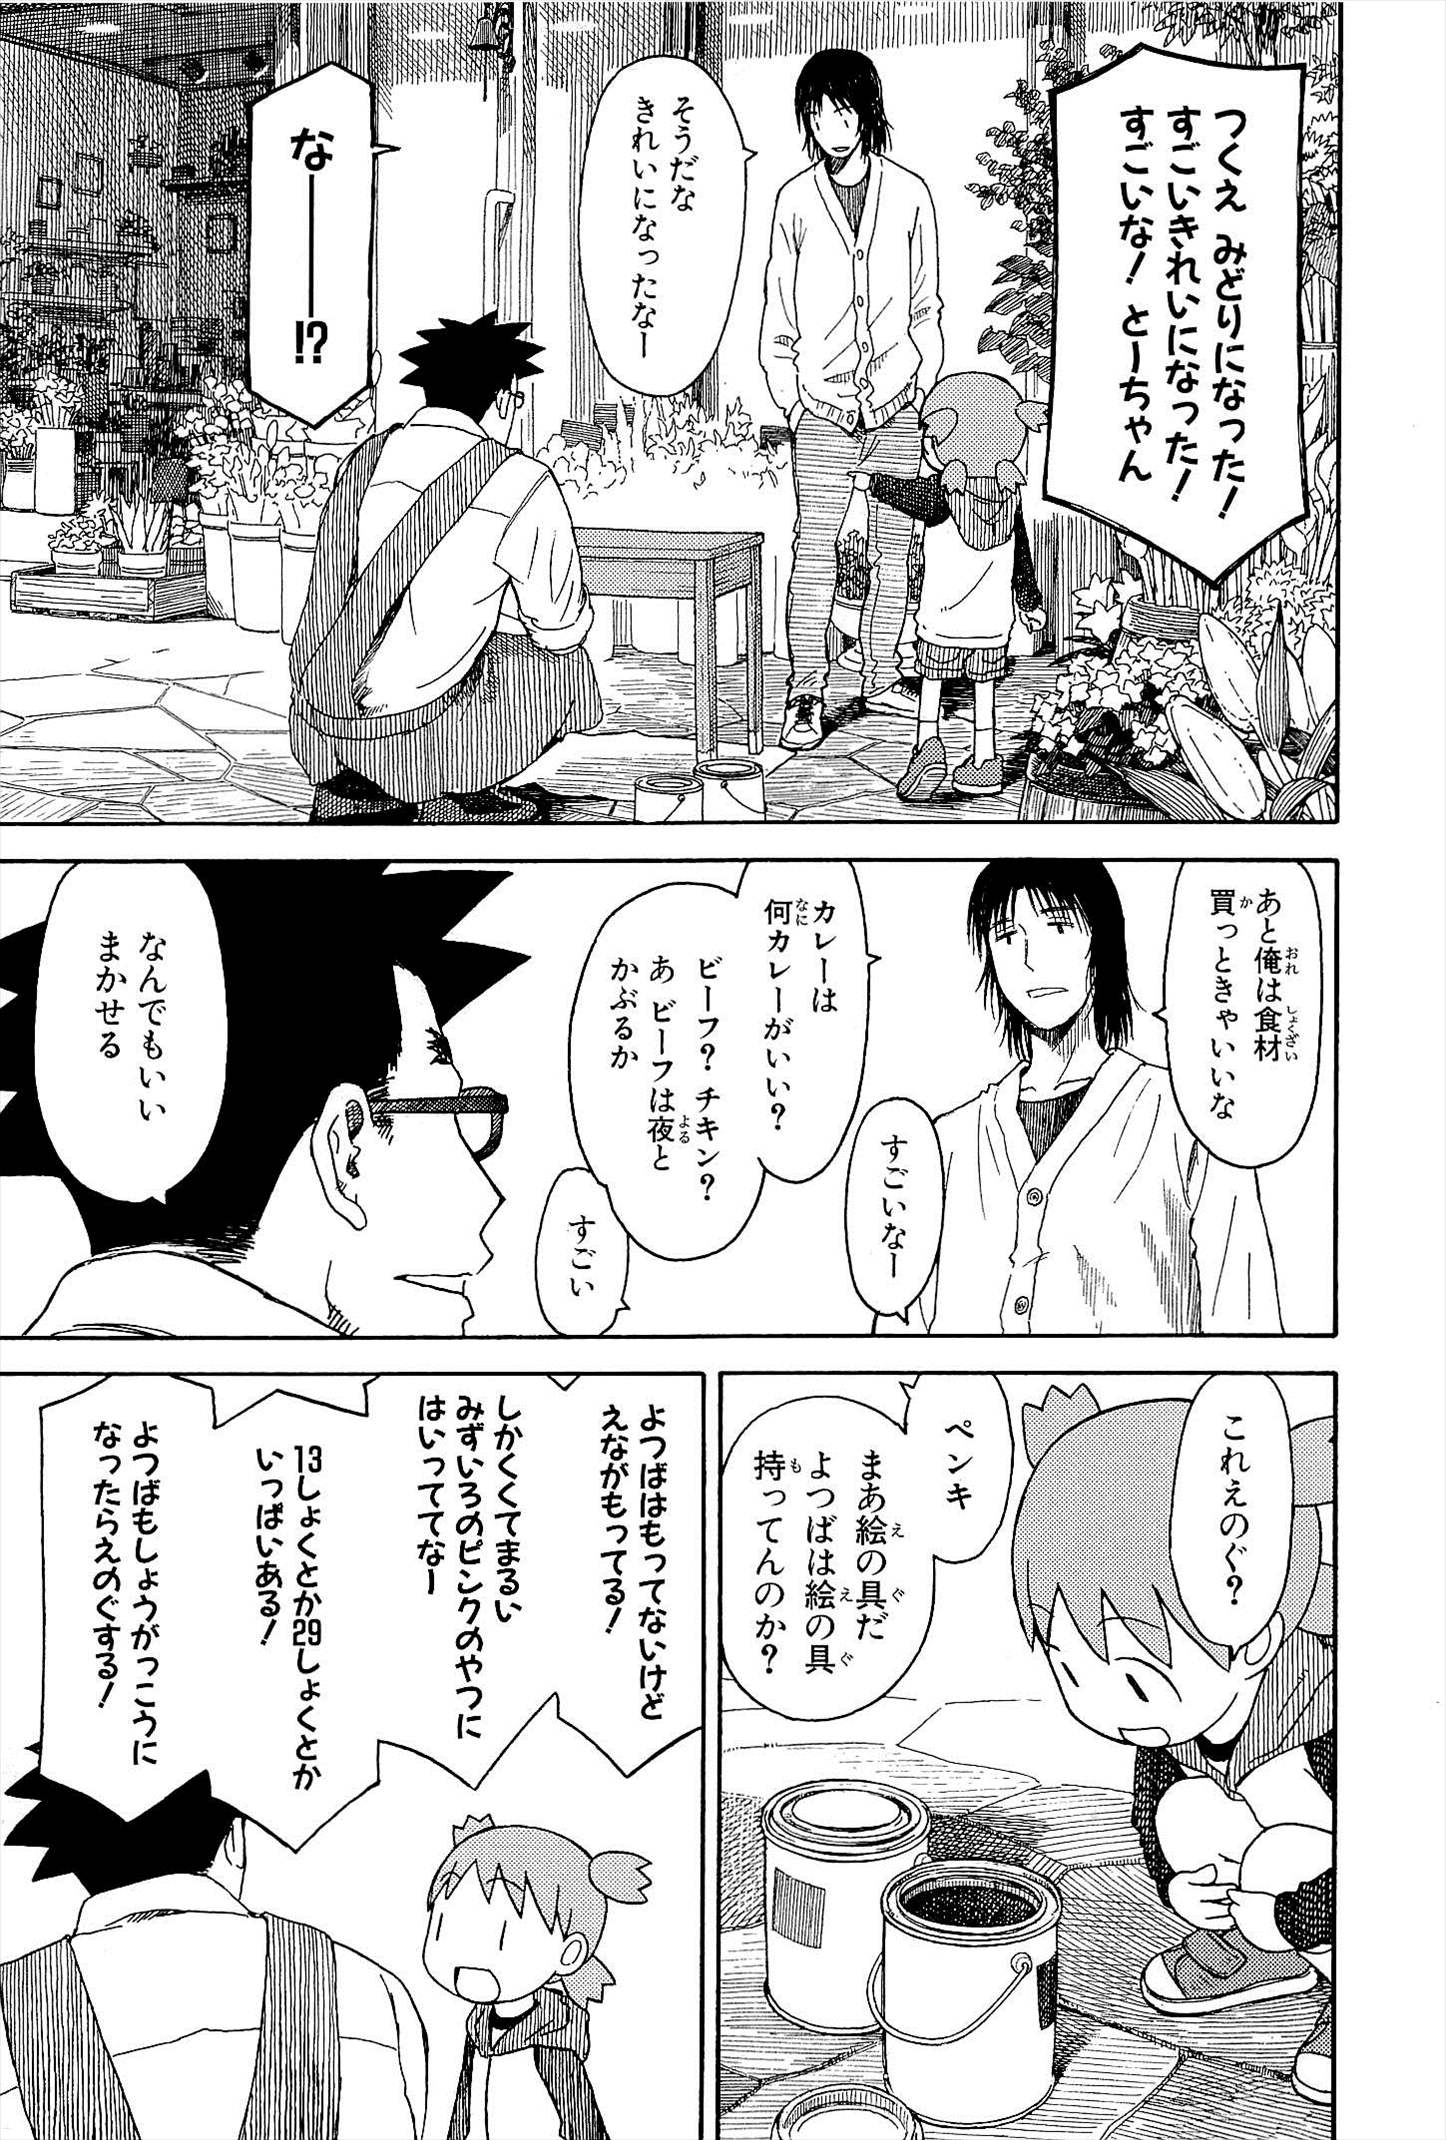 つくえ みどりになった!
すごいきれいになった!
すごいな! とーちゃん
そうだな
きれいになったなー
なーーー!?
あと俺は食材
買っときゃいいな
すごいなー
カレーは
何カレーがいい?
ビーフ? チキン?
あ ビーフは夜と
かぶるか
すごい
なんでもいい
まかせる
これえのぐ?
ペンキ
まあ絵の具だ
よつばは絵の具
持ってんのか?
よつばはもってないけど
えながもってる!
しかくくてまるい
みずいろのピンクのやつに
はいっててなー
13しょくとか29しょくとか
いっぱいある!
よつばもしょうがっこうに
なったらえのぐする!